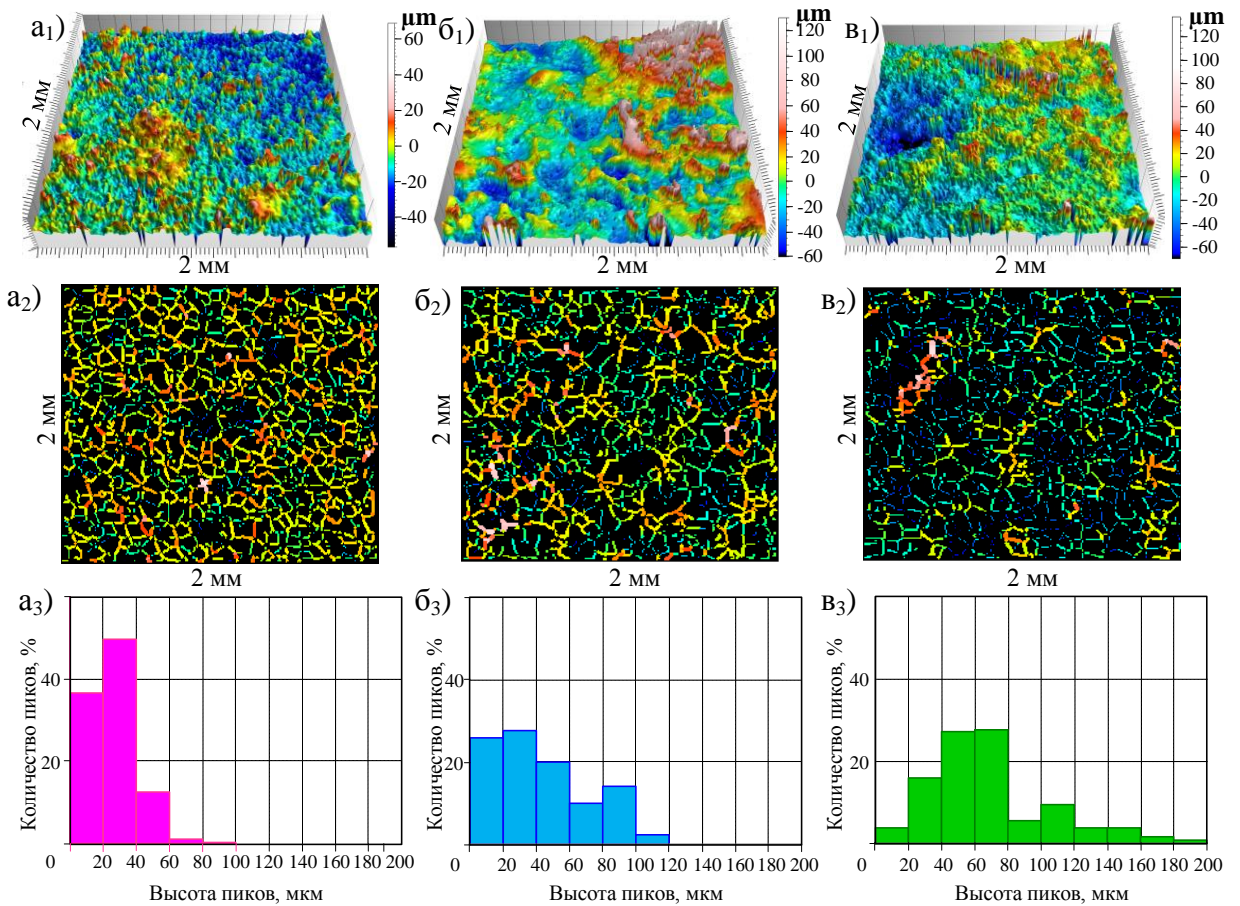 а₁)
µm
60
40
20
0
-20
-40
2 мм
2 мм
б₁)
µm
120
100
80
60
40
20
0
-20
-40
-60
2 мм
2 мм
в₁)
µm
120
100
80
60
40
20
0
-20
-40
-60
2 мм
2 мм
а₂)
2 мм
2 мм
б₂)
2 мм
2 мм
в₂)
2 мм
2 мм
а₃)
Количество пиков, %
40
20
0 20 40 60 80 100 120 140 160 180 200
Высота пиков, мкм
б₃)
Количество пиков, %
40
20
0 20 40 60 80 100 120 140 160 180 200
Высота пиков, мкм
в₃)
Количество пиков, %
40
20
0 20 40 60 80 100 120 140 160 180 200
Высота пиков, мкм